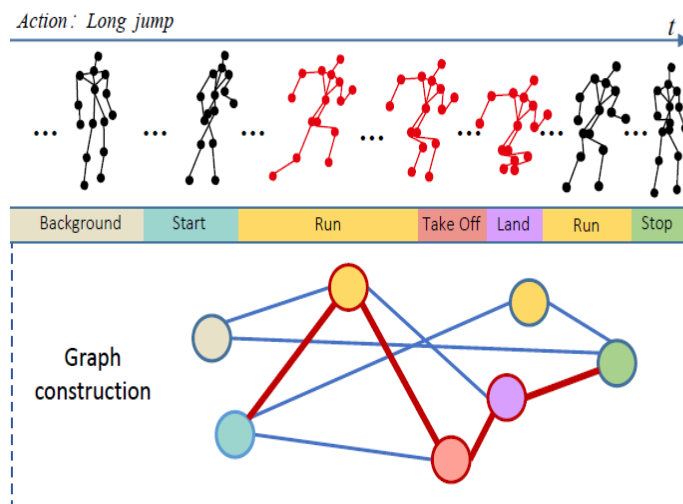 Action: Long jump
t
... ... ... ... ... ... ...
Background Start Run Take Off Land Run Stop
Graph
construction